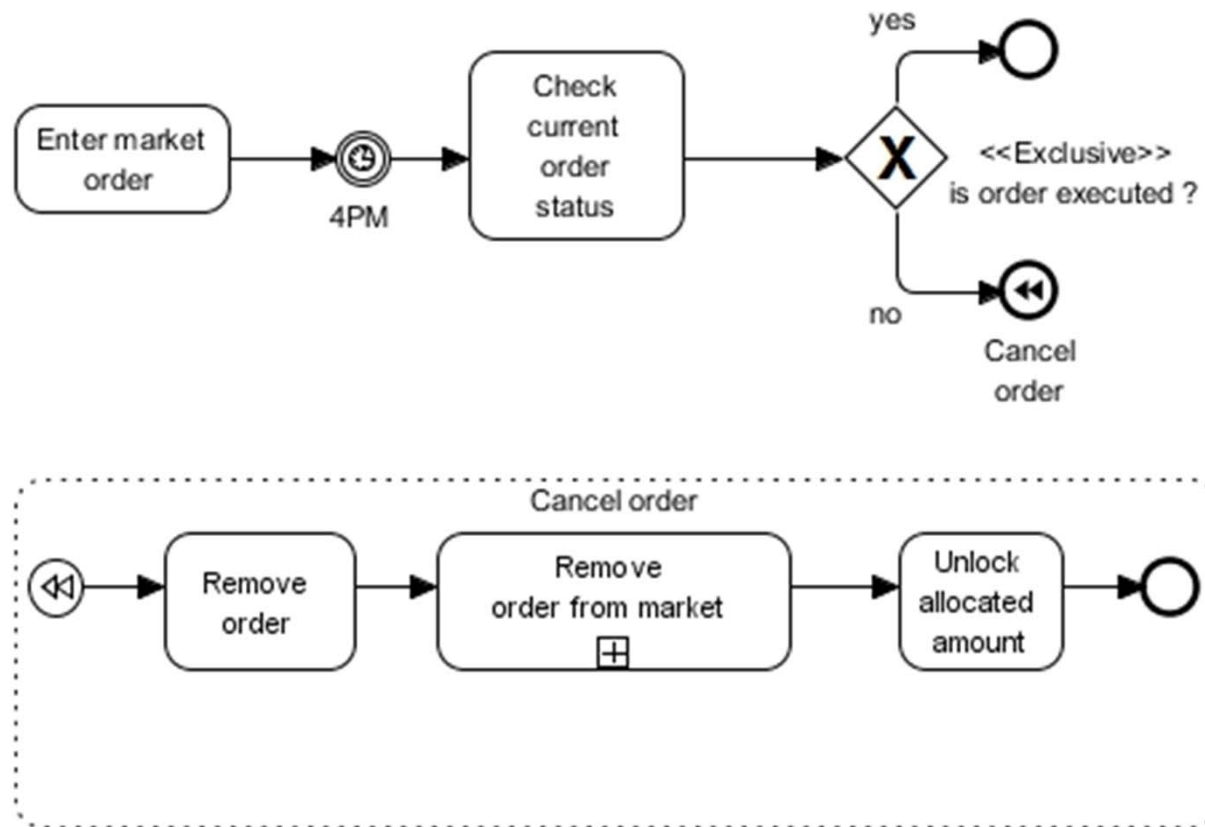 yes
Enter market
order
4PM
Check
current
order
status
X
<<Exclusive>>
is order executed ?
no
Cancel
order
Cancel order
Remove
order
Remove
order from market
Unlock
allocated
amount